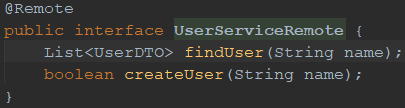 @Remote
public interface UserServiceRemote {
    List<UserDTO> findUser(String name);
    boolean createUser(String name);
}